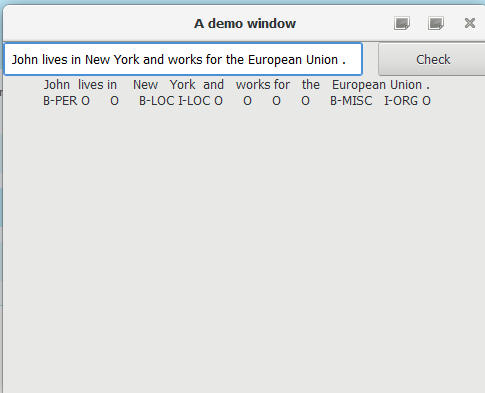 A demo window
John lives in New York and works for the European Union .
Check
John lives in New York and works for the European Union .
B-PER O O B-LOC I-LOC O O O O B-MISC I-ORG O